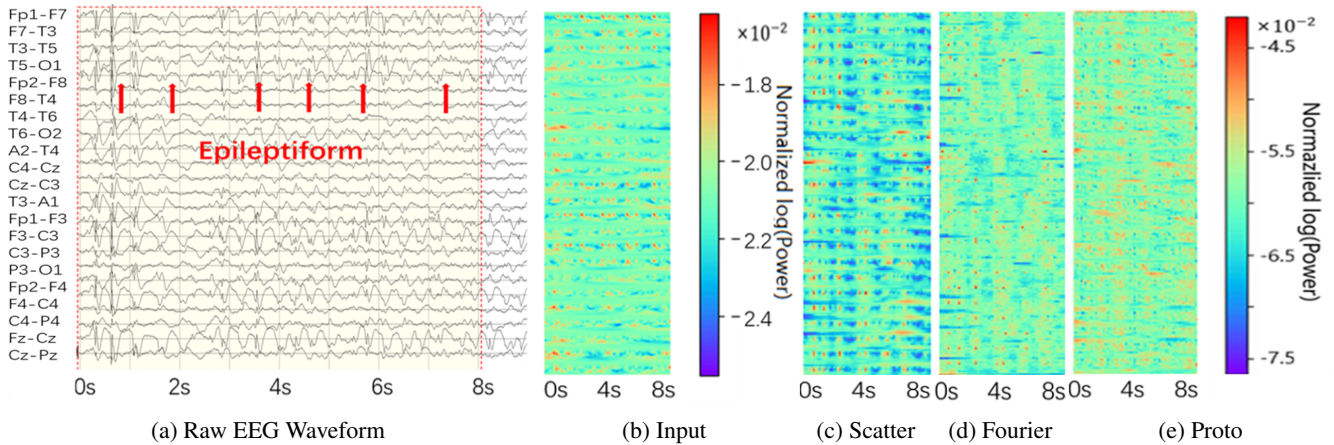 Fp1-F7
F7-T3
T3-T5
T5-O1
Fp2-F8
F8-T4
T4-T6
T6-O2
A2-T4
C4-Cz
Cz-C3
T3-A1
Fp1-F3
F3-C3
C3-P3
P3-O1
Fp2-F4
F4-C4
C4-P4
Fz-Cz
Cz-Pz
Epileptiform
0s 2s 4s 6s 8s
(a) Raw EEG Waveform
0s 4s 8s
(b) Input
×10⁻²
−1.8
−2.0
−2.2
−2.4
Normalized log(Power)
0s 4s 8s
(c) Scatter
0s 4s 8s
(d) Fourier
0s 4s 8s
(e) Proto
×10⁻²
-4.5
-5.5
-6.5
-7.5
Normazlied log(Power)